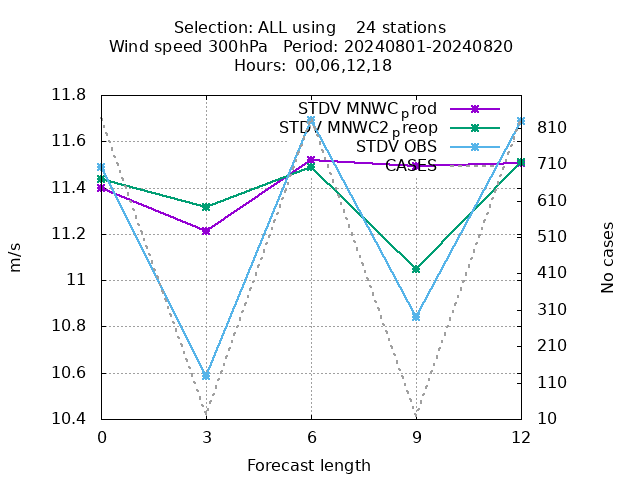 Selection: ALL using    24 stations
Wind speed 300hPa   Period: 20240801-20240820
Hours:  00,06,12,18
STDV MNWC_prod
STDV MNWC2_preop
STDV OBS
CASES
11.8
11.6
11.4
11.2
11
10.8
10.6
10.4
m/s
810
710
610
510
410
310
210
110
10
No cases
0
3
6
9
12
Forecast length